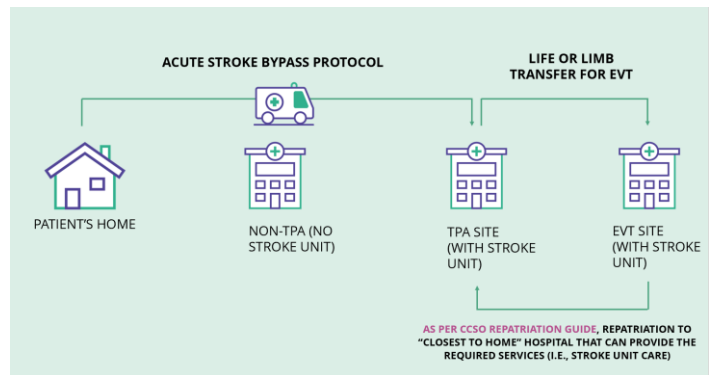 ACUTE STROKE BYPASS PROTOCOL
LIFE OR LIMB
TRANSFER FOR EVT
PATIENT’S HOME
NON-TPA (NO
STROKE UNIT)
TPA SITE
(WITH STROKE
UNIT)
EVT SITE
(WITH STROKE
UNIT)
AS PER CCSO REPATRIATION GUIDE, REPATRIATION TO
“CLOSEST TO HOME” HOSPITAL THAT CAN PROVIDE THE
REQUIRED SERVICES (I.E., STROKE UNIT CARE)